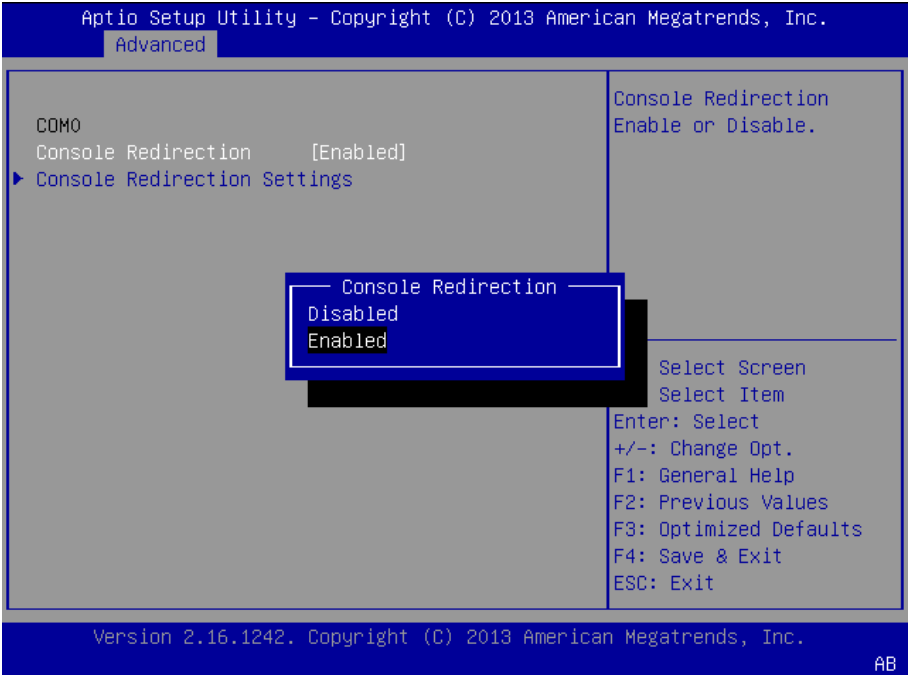 Aptio Setup Utility – Copyright (C) 2013 American Megatrends, Inc.
Advanced
COM0
Console Redirection [Enabled]
Console Redirection Settings
Console Redirection
Enable or Disable.
Console Redirection
Disabled
Enabled
Select Screen
Select Item
Enter: Select
+/-: Change Opt.
F1: General Help
F2: Previous Values
F3: Optimized Defaults
F4: Save & Exit
ESC: Exit
Version 2.16.1242. Copyright (C) 2013 American Megatrends, Inc.
AB